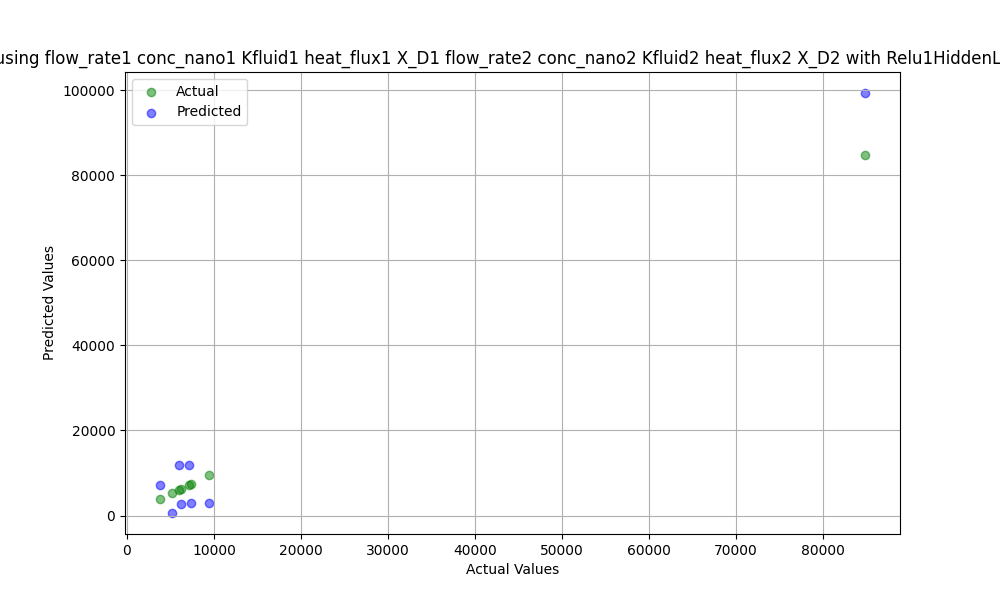 using flow_rate1 conc_nano1 Kfluid1 heat_flux1 X_D1 flow_rate2 conc_nano2 Kfluid2 heat_flux2 X_D2 with Relu1HiddenL
Actual
Predicted
100000
80000
60000
40000
20000
0
Predicted Values
0 10000 20000 30000 40000 50000 60000 70000 80000
Actual Values